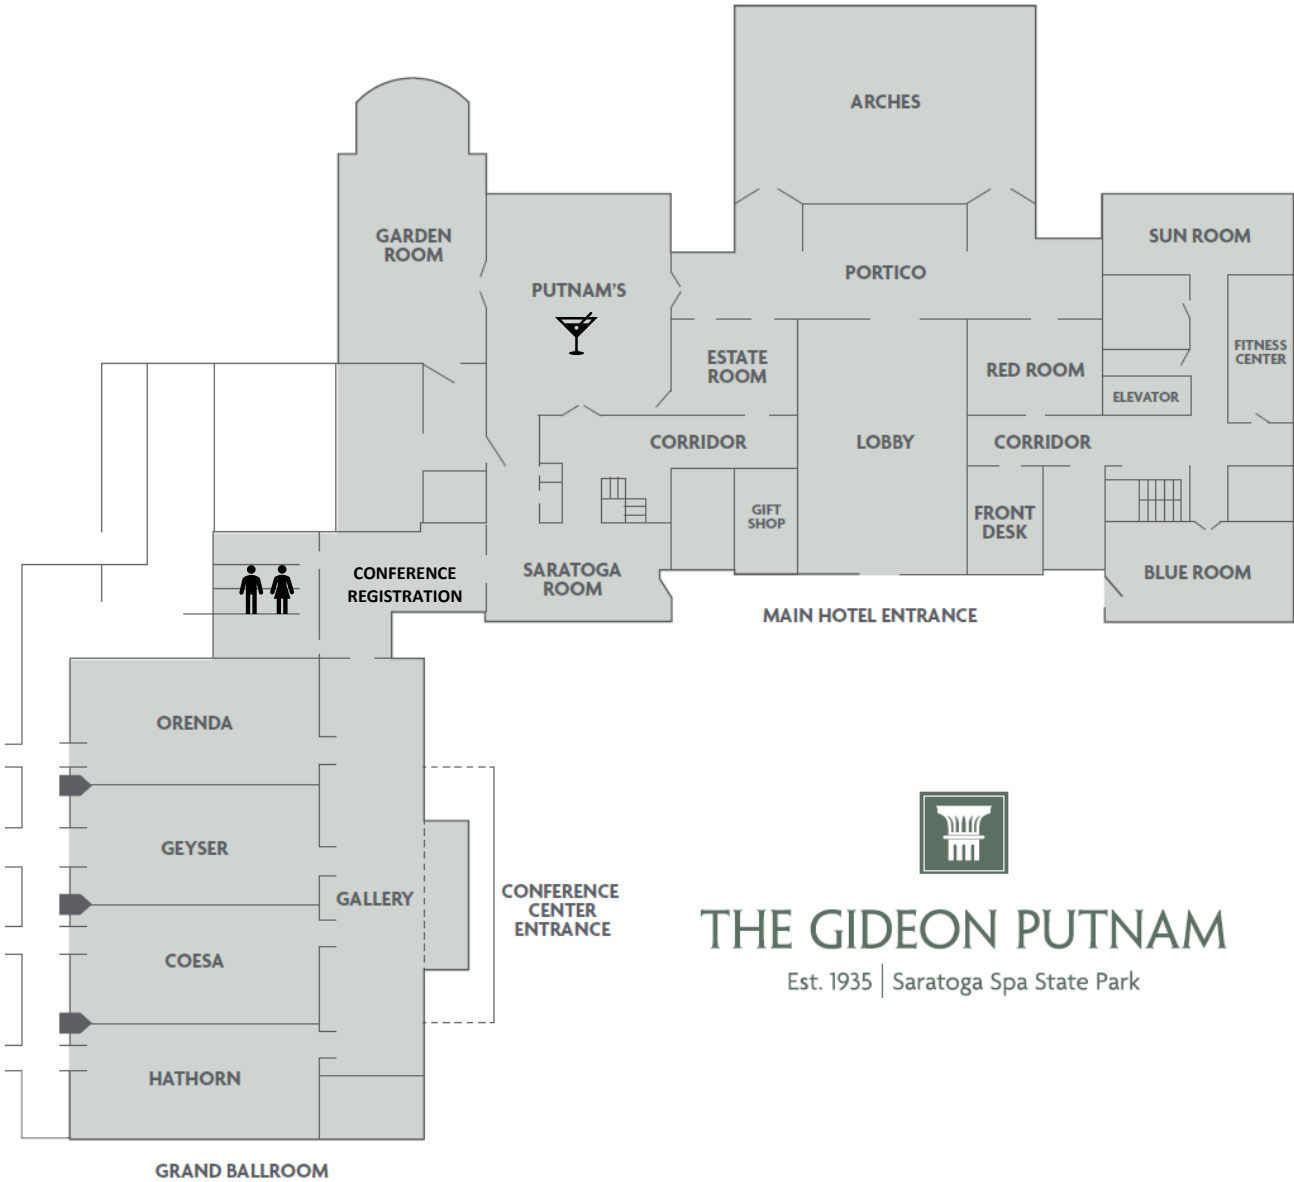 ARCHES
GARDEN
ROOM
SUN ROOM
PORTICO
PUTNAM'S
ESTATE
ROOM
RED ROOM
FITNESS
CENTER
ELEVATOR
CORRIDOR
LOBBY
CORRIDOR
GIFT
SHOP
FRONT
DESK
CONFERENCE
REGISTRATION
SARATOGA
ROOM
BLUE ROOM
MAIN HOTEL ENTRANCE
ORENDA
GEYSER
GALLERY
CONFERENCE
CENTER
ENTRANCE
COESA
HATHORN
GRAND BALLROOM
THE GIDEON PUTNAM
Est. 1935 | Saratoga Spa State Park